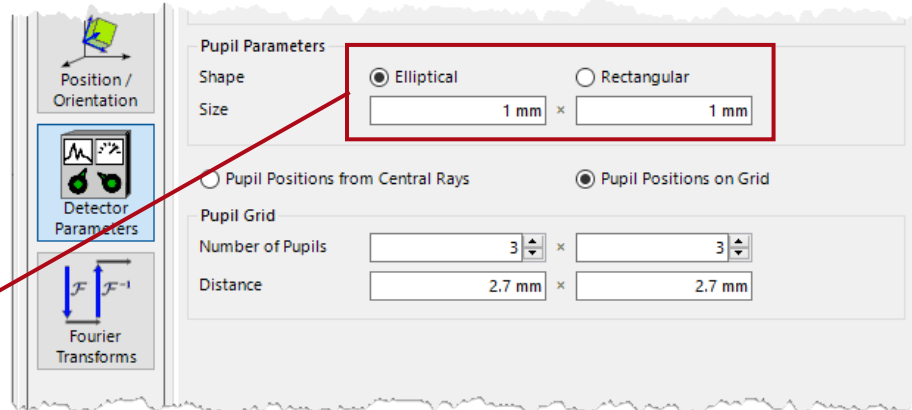 Position /
Orientation
Detector
Parameters
ℱ ℱ⁻¹
Fourier
Transforms
Pupil Parameters
Shape Elliptical Rectangular
Size 1 mm × 1 mm
Pupil Positions from Central Rays Pupil Positions on Grid
Pupil Grid
Number of Pupils 3 × 3
Distance 2.7 mm × 2.7 mm